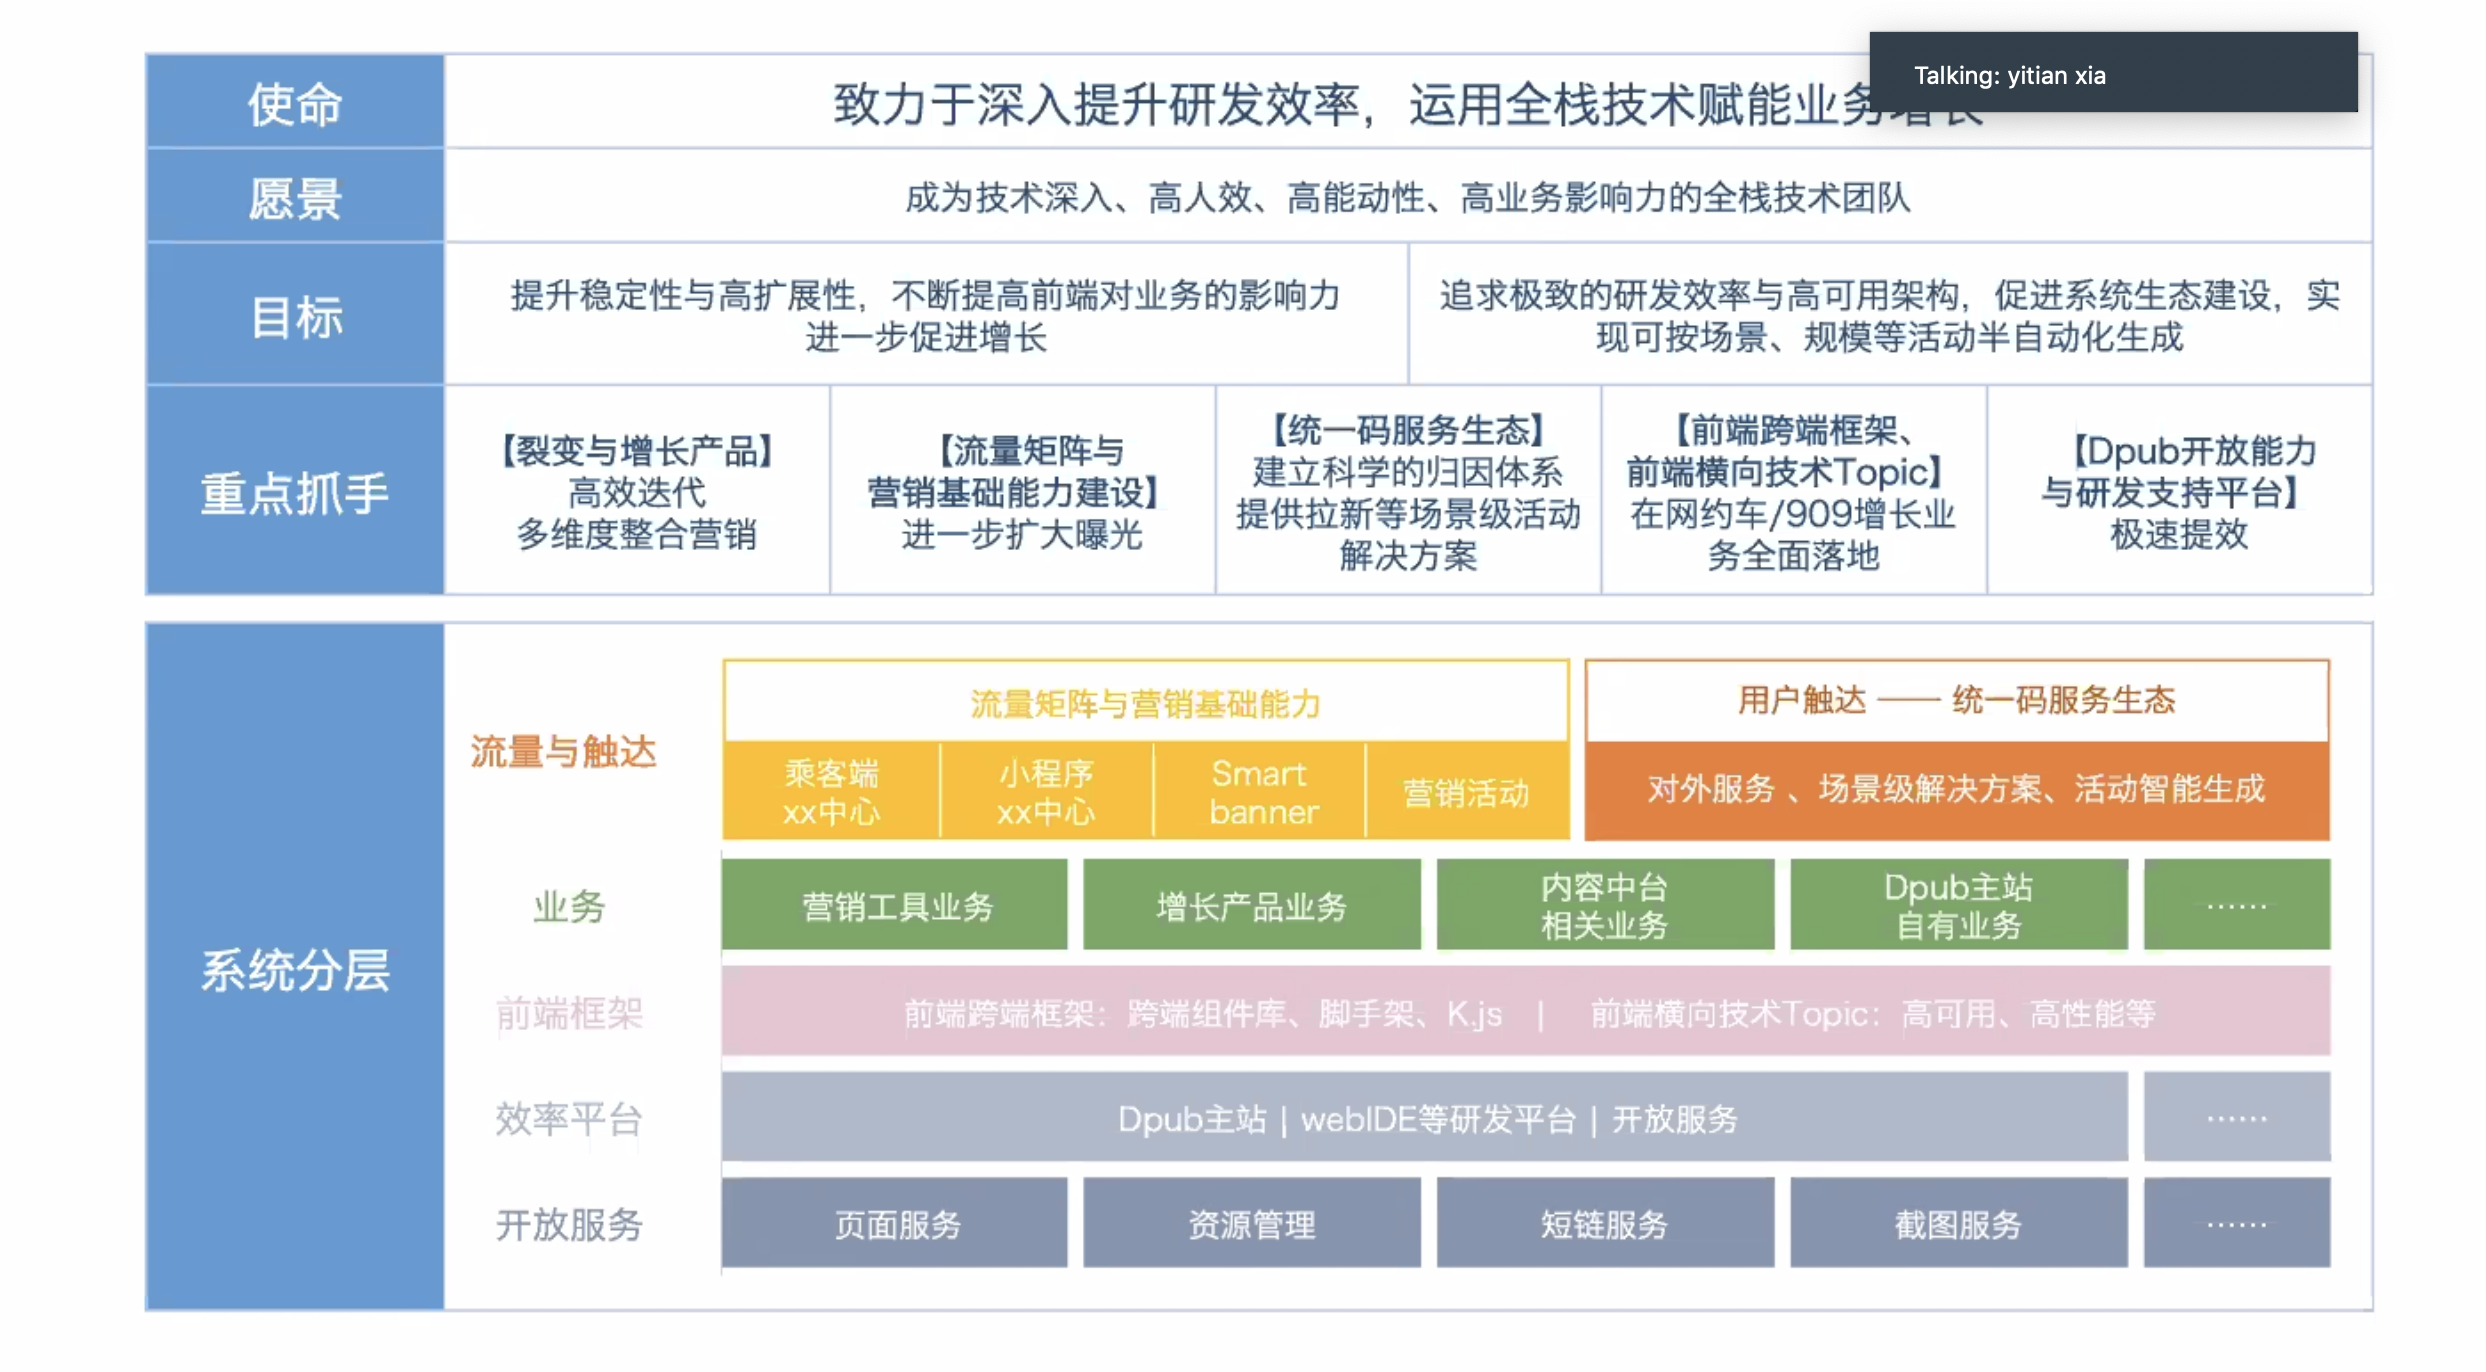 Talking: yitian xia
使命
致力于深入提升研发效率，运用全栈技术赋能业务增长
愿景
成为技术深入、高人效、高能动性、高业务影响力的全栈技术团队
目标
提升稳定性与高扩展性，不断提高前端对业务的影响力
进一步促进增长
追求极致的研发效率与高可用架构，促进系统生态建设，实
现可按场景、规模等活动半自动化生成
重点抓手
【裂变与增长产品】
高效迭代
多维度整合营销
【流量矩阵与
营销基础能力建设】
进一步扩大曝光
【统一码服务生态】
建立科学的归因体系
提供拉新等场景级活动
解决方案
【前端跨端框架、
前端横向技术Topic】
在网约车/909增长业
务全面落地
【Dpub开放能力
与研发支持平台】
极速提效
系统分层
流量与触达
流量矩阵与营销基础能力
乘客端
xx中心
小程序
xx中心
Smart
banner
营销活动
用户触达 —— 统一码服务生态
对外服务 、场景级解决方案、活动智能生成
业务
营销工具业务
增长产品业务
内容中台
相关业务
Dpub主站
自有业务
……
前端框架
前端跨端框架：跨端组件库、脚手架、K.js | 前端横向技术Topic：高可用、高性能等
效率平台
Dpub主站 | webIDE等研发平台 | 开放服务
……
开放服务
页面服务
资源管理
短链服务
截图服务
……